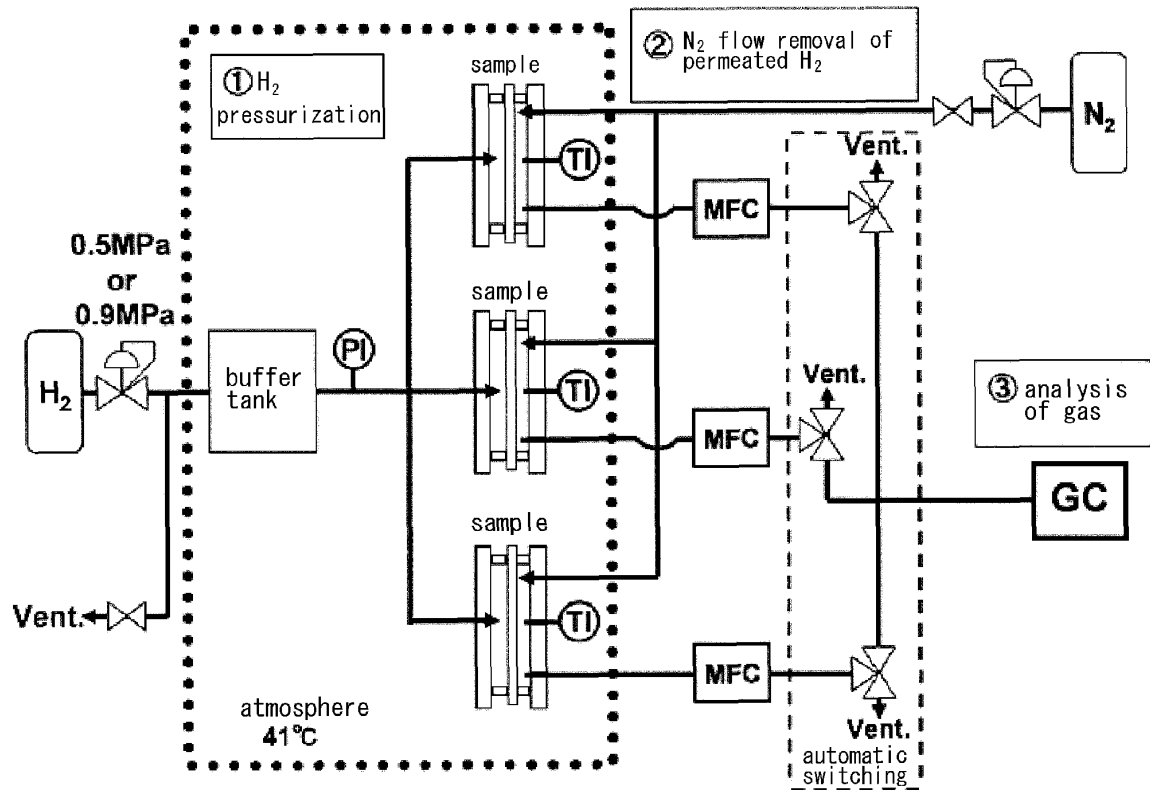 ① H₂
pressurization
sample
② N₂ flow removal of
permeated H₂
N₂
TI
Vent.
MFC
0.5MPa
or
0.9MPa
sample
H₂
buffer
tank
PI
TI
Vent.
MFC
③ analysis
of gas
GC
sample
Vent.
TI
MFC
Vent.
atmosphere
41°C
automatic
switching